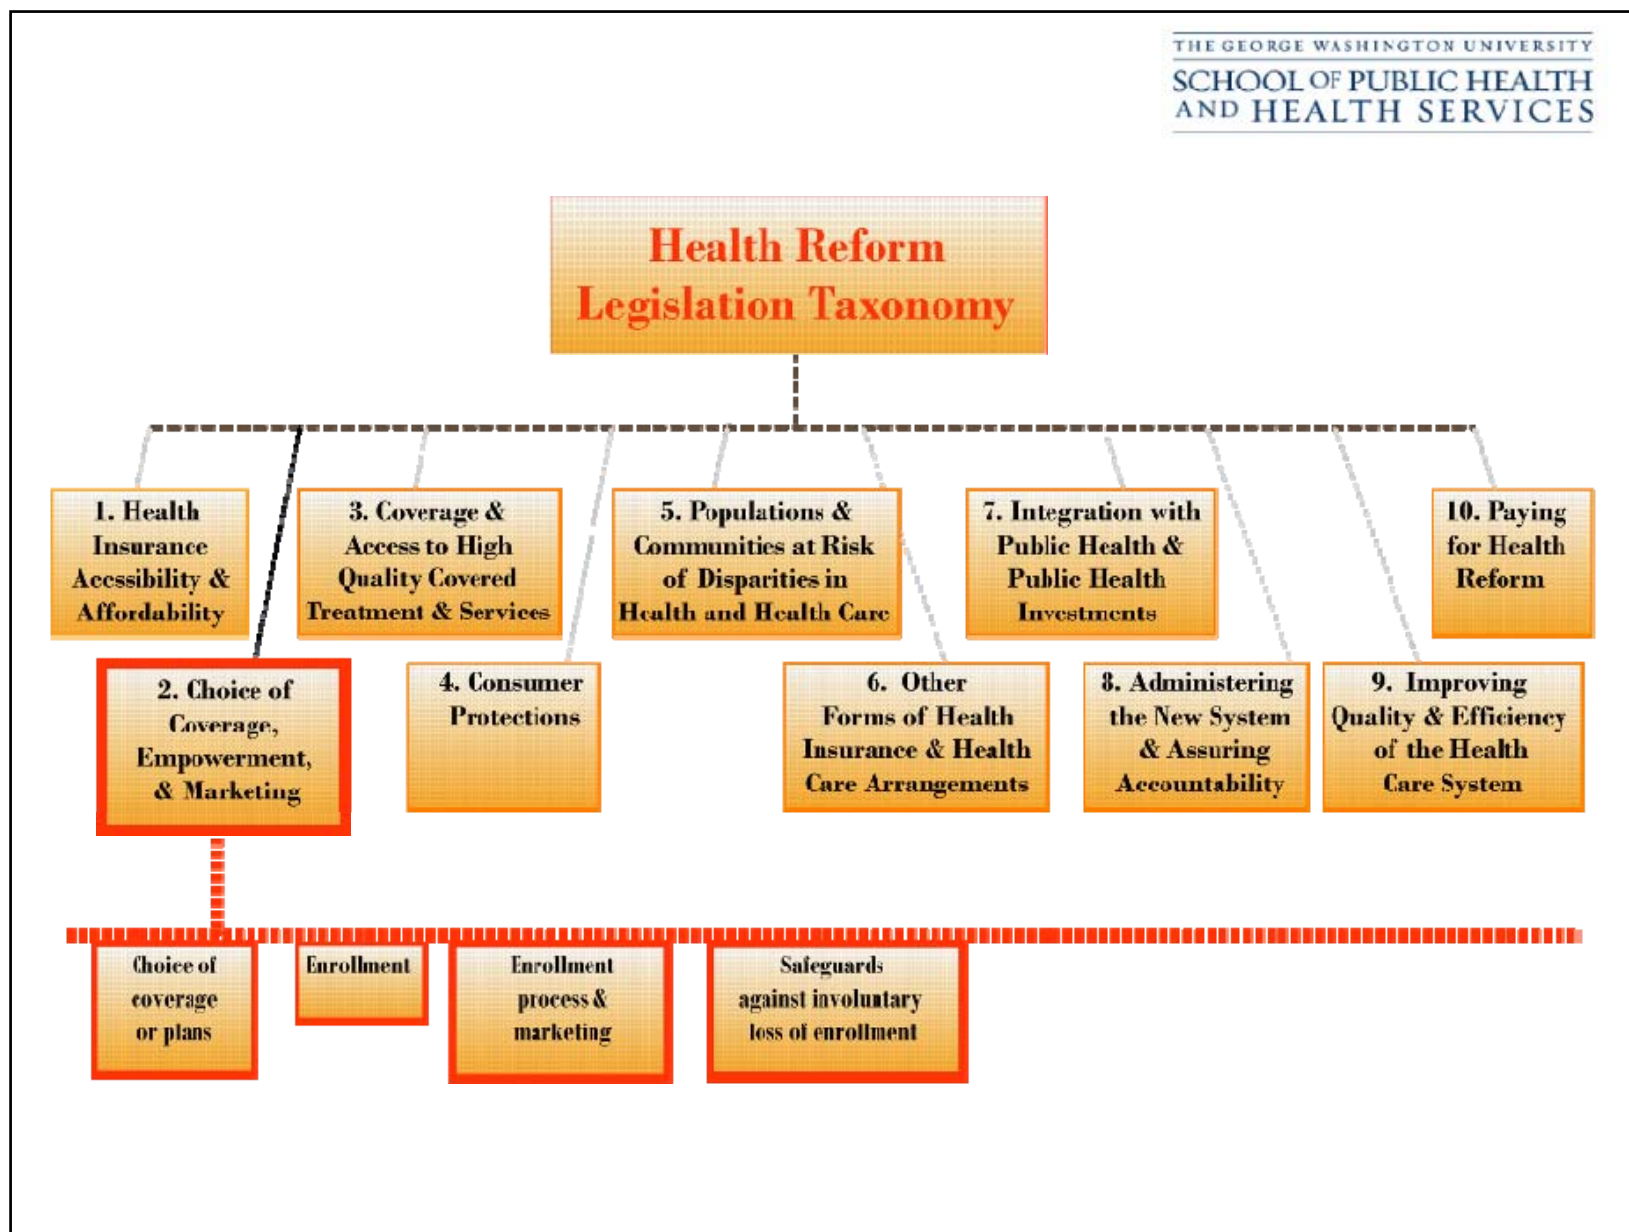 THE GEORGE WASHINGTON UNIVERSITY
SCHOOL OF PUBLIC HEALTH
AND HEALTH SERVICES
Health Reform
Legislation Taxonomy
1. Health
Insurance
Accessibility &
Affordability
3. Coverage &
Access to High
Quality Covered
Treatment & Services
5. Populations &
Communities at Risk
of Disparities in
Health and Health Care
7. Integration with
Public Health &
Public Health
Investments
10. Paying
for Health
Reform
2. Choice of
Coverage,
Empowerment,
& Marketing
4. Consumer
Protections
6. Other
Forms of Health
Insurance & Health
Care Arrangements
8. Administering
the New System
& Assuring
Accountability
9. Improving
Quality & Efficiency
of the Health
Care System
Choice of
coverage
or plans
Enrollment
Enrollment
process &
marketing
Safeguards
against involuntary
loss of enrollment